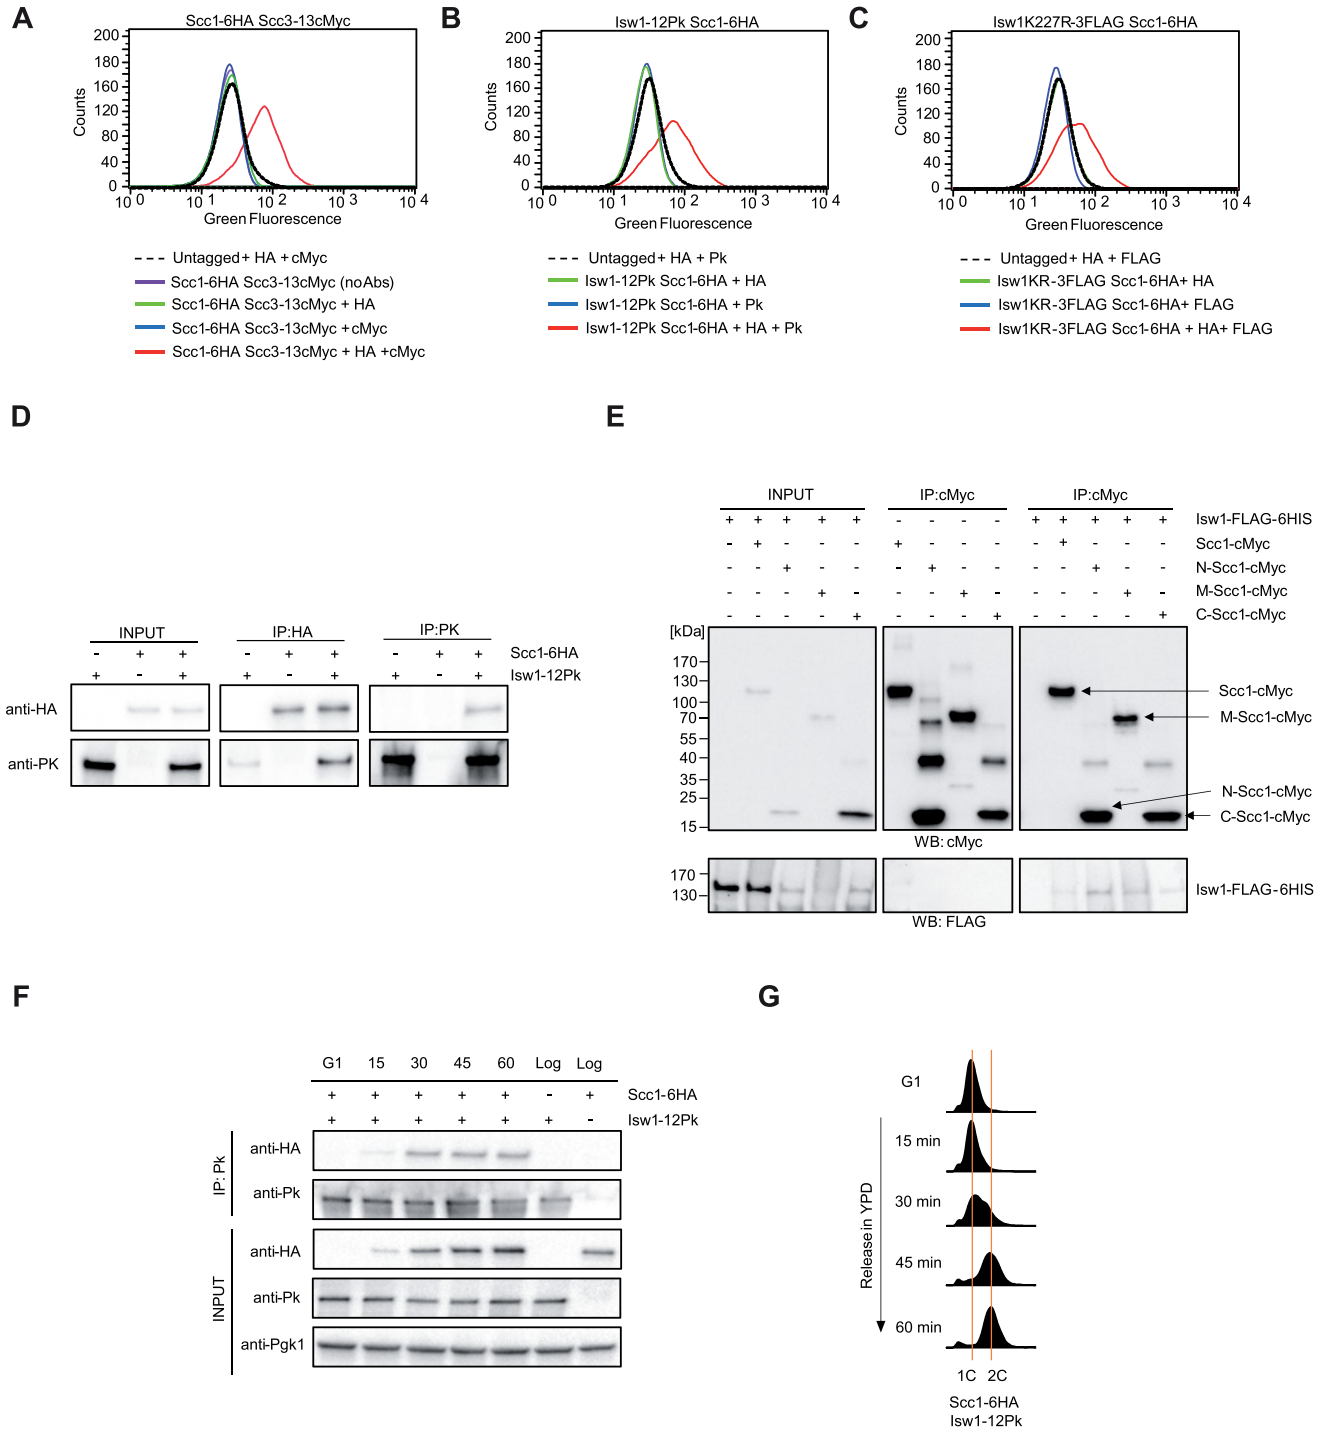 A
Scc1-6HA Scc3-13cMyc
200
160
120
80
40
0
Counts
10 0
10 1
10 2
10 3
10 4
Green Fluorescence
Untagged + HA + cMyc
Scc1-6HA Scc3-13cMyc (noAbs)
Scc1-6HA Scc3-13cMyc + HA
Scc1-6HA Scc3-13cMyc + cMyc
Scc1-6HA Scc3-13cMyc + HA + cMyc
B
Isw1-12Pk Scc1-6HA
200
160
120
80
40
0
Counts
10 0
10 1
10 2
10 3
10 4
Green Fluorescence
Untagged + HA + Pk
Isw1-12Pk Scc1-6HA + HA
Isw1-12Pk Scc1-6HA + Pk
Isw1-12Pk Scc1-6HA + HA + Pk
C
Isw1K227R-3FLAG Scc1-6HA
200
160
120
80
40
0
Counts
10 0
10 1
10 2
10 3
10 4
Green Fluorescence
Untagged + HA + FLAG
Isw1KR-3FLAG Scc1-6HA+ HA
Isw1KR-3FLAG Scc1-6HA+ FLAG
Isw1KR-3FLAG Scc1-6HA + HA+ FLAG
D
INPUT IP:HA IP:PK
- + + - + + - + + Scc1-6HA
+ - + + - + + - + Isw1-12Pk
anti-HA
anti-PK
E
INPUT IP:cMyc IP:cMyc
+ + + + + - - - - + + + + + Isw1-FLAG-6HIS
- + - - - + - - - - + - - - Scc1-cMyc
- - + - - - + - - - - + - - N-Scc1-cMyc
- - - + - - - + - - - - + - M-Scc1-cMyc
- - - - + - - - + - - - - + C-Scc1-cMyc
[kDa]
170
130
100
70
55
40
35
25
15
Scc1-cMyc
M-Scc1-cMyc
N-Scc1-cMyc
C-Scc1-cMyc
WB: cMyc
170
130
Isw1-FLAG-6HIS
WB: FLAG
F
G1 15 30 45 60 Log Log
+ + + + + - + Scc1-6HA
+ + + + + + - Isw1-12Pk
IP: Pk
anti-HA
anti-Pk
INPUT
anti-HA
anti-Pk
anti-Pgk1
G
G1
15 min
30 min
45 min
60 min
Release in YPD
1C 2C
Scc1-6HA
Isw1-12Pk